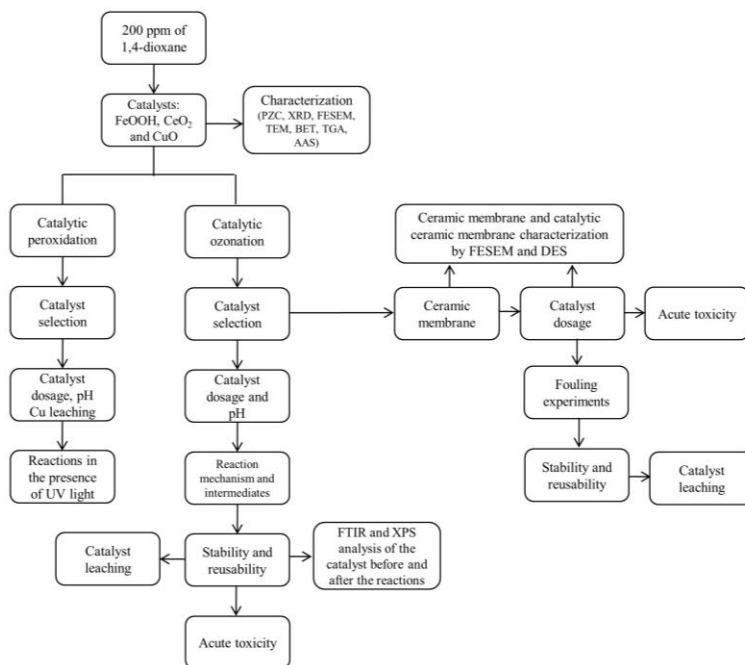 200 ppm of
1,4-dioxane
Catalysts:
FeOOH, CeO₂
and CuO
Characterization
(PZC, XRD, FESEM,
TEM, BET, TGA,
AAS)
Catalytic
peroxidation
Catalytic
ozonation
Ceramic membrane and catalytic
ceramic membrane characterization
by FESEM and DES
Catalyst
selection
Catalyst
selection
Ceramic
membrane
Catalyst
dosage
Acute toxicity
Catalyst
dosage, pH
Cu leaching
Catalyst
dosage and
pH
Fouling
experiments
Reactions in
the presence
of UV light
Reaction
mechanism and
intermediates
Stability and
reusability
Catalyst
leaching
Catalyst
leaching
Stability and
reusability
FTIR and XPS
analysis of the
catalyst before and
after the reactions
Acute toxicity